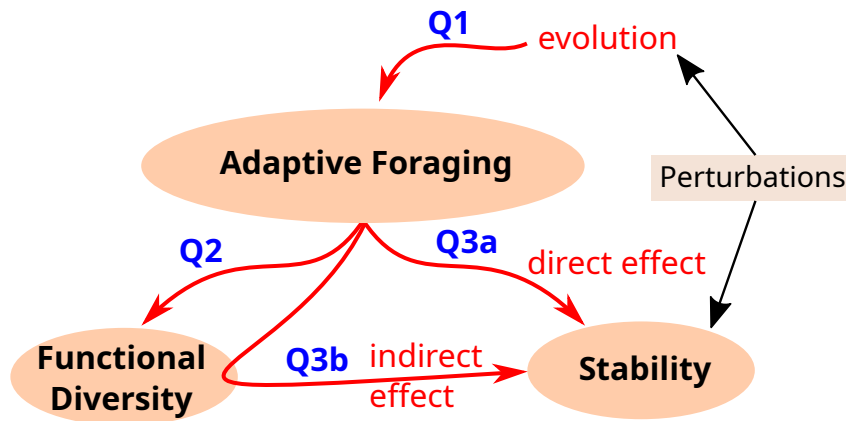 Q1
evolution
Adaptive Foraging
Perturbations
Q2
Q3a
direct effect
Functional
Diversity
Q3b
indirect
effect
Stability